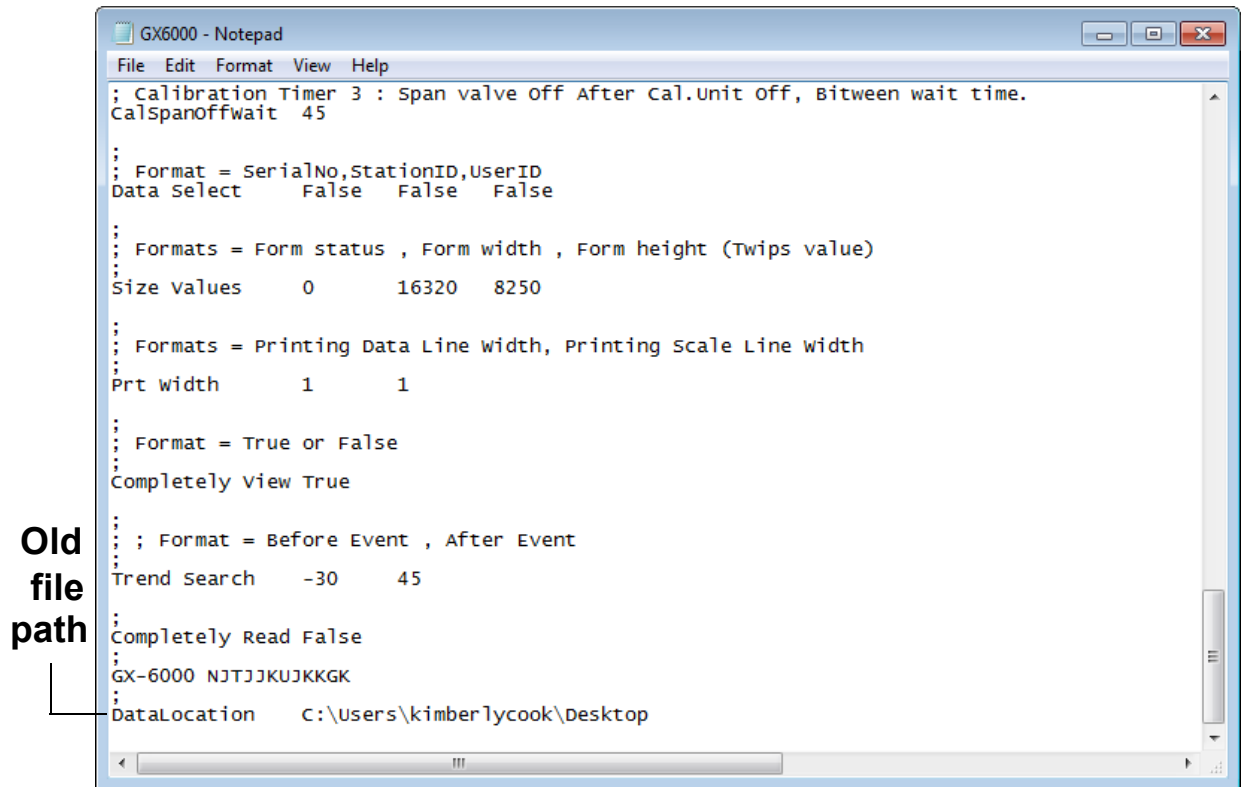 GX6000 - Notepad
File Edit Format View Help
; Calibration Timer 3 : Span valve Off After Cal.Unit Off, Bitween wait time.
CalSpanOffWait 45
;
; Format = SerialNo,StationID,UserID
Data Select False False False
;
; Formats = Form status , Form width , Form height (Twips value)
;
Size Values 0 16320 8250
;
; Formats = Printing Data Line Width, Printing Scale Line Width
;
Prt Width 1 1
;
; Format = True or False
;
Completely View True
;
; ; Format = Before Event , After Event
;
Trend Search -30 45
;
Completely Read False
;
GX-6000 NJTJJKUJKKGK
;
DataLocation C:\Users\kimberlycook\Desktop
Old
file
path